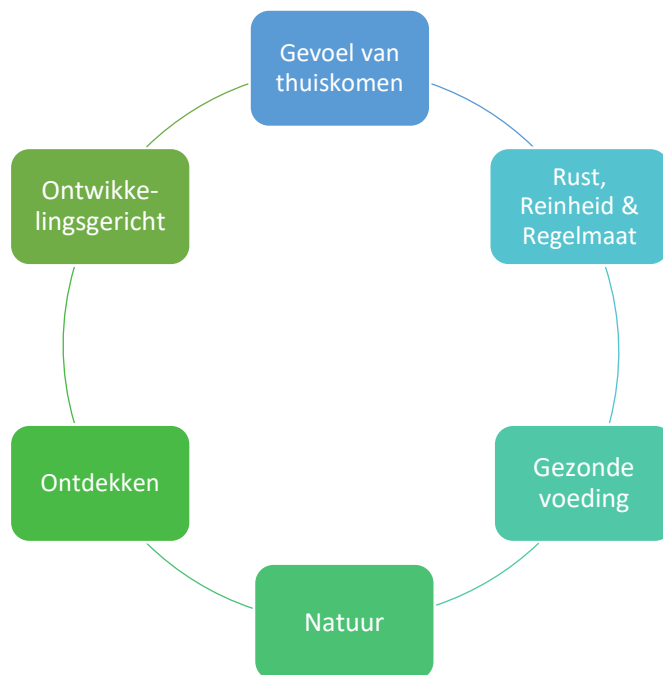 Gevoel van
thuiskomen
Rust,
Reinheid &
Regelmaat
Gezonde
voeding
Natuur
Ontdekken
Ontwikke-
lingsgericht